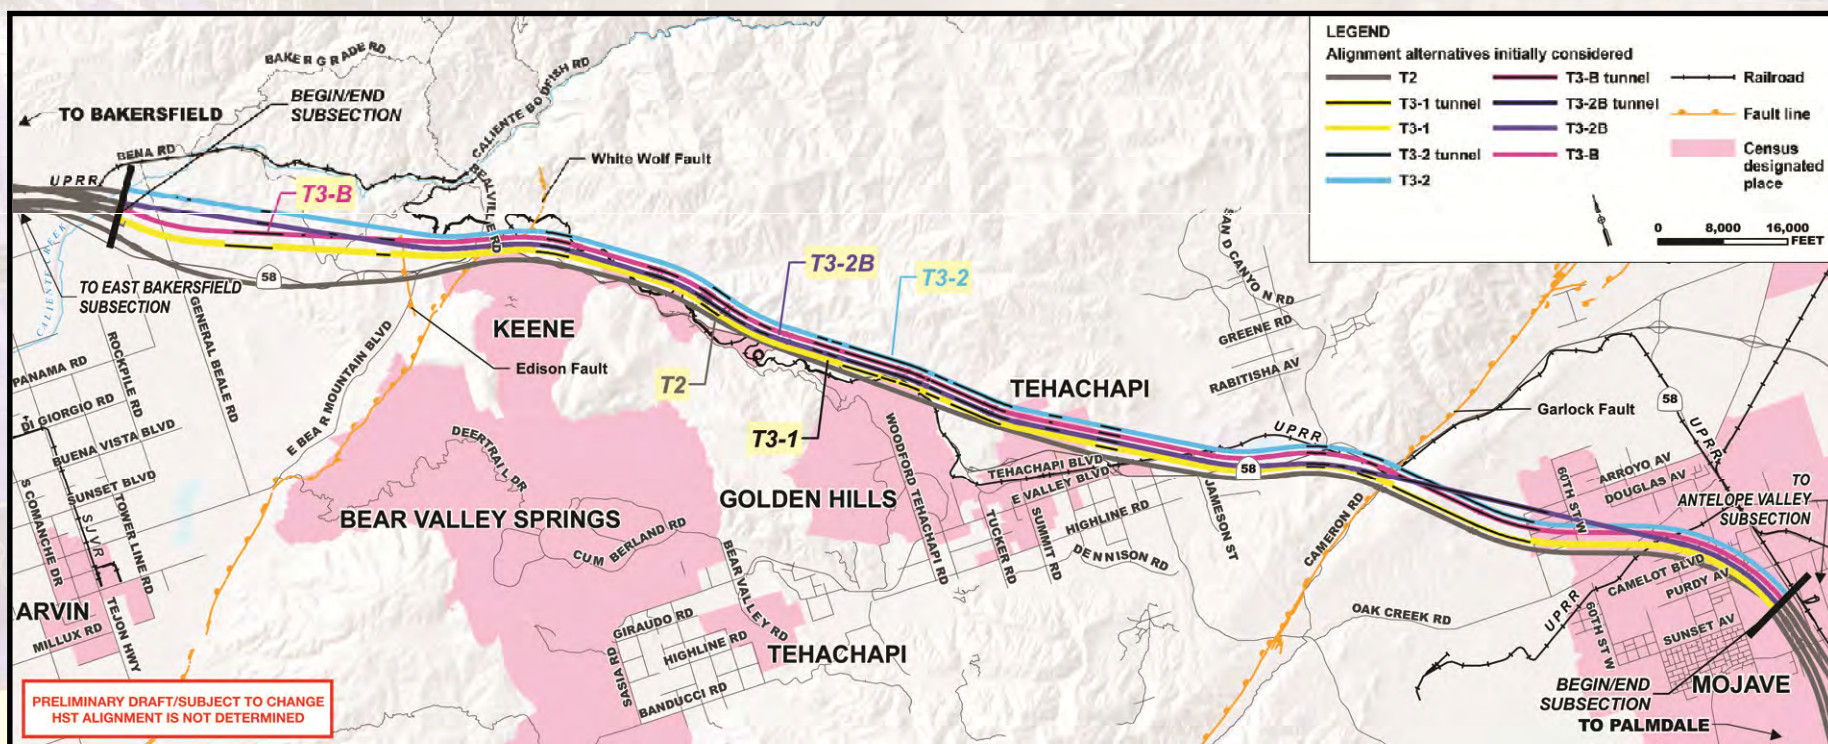 LEGEND
Alignment alternatives initially considered
T2
T3-1 tunnel
T3-1
T3-2 tunnel
T3-2
T3-B tunnel
T3-2B tunnel
T3-2B
T3-B
Railroad
Fault line
Census
designated
place
0 8,000 16,000
FEET
TO BAKERSFIELD
BEGIN/END
SUBSECTION
BAKER GRADE RD
CALIENTE BODFISH RD
BENA RD
UPRR
BEALVILLE RD
White Wolf Fault
T3-B
CALIENTE CREEK
TO EAST BAKERSFIELD
SUBSECTION
58
KEENE
Edison Fault
T3-2B
T3-2
T2
T3-1
SAND CANYON RD
GREENE RD
RABITISHA AV
TEHACHAPI
Garlock Fault
58
UPRR
UPRR
58
PANAMA RD
ROCKPILE RD
GENERAL BEALE RD
DI GIORGIO RD
BUENA VISTA BLVD
SUNSET BLVD
S COMANCHE DR
SJVR
TOWER LINE RD
E BEAR MOUNTAIN BLVD
DEERTRAIL DR
BEAR VALLEY SPRINGS
CUMBERLAND RD
GOLDEN HILLS
WOODFORD TEHACHAPI RD
TEHACHAPI BLVD
E VALLEY BLVD
TUCKER RD
SUMMIT RD
HIGHLINE RD
DENNISON RD
JAMESON ST
CAMERON RD
60TH ST W
ARROYO AV
DOUGLAS AV
TO
ANTELOPE VALLEY
SUBSECTION
CAMELOT BLVD
PURDY AV
UPRR
60TH ST W
SUNSET AV
OAK CREEK RD
ARVIN
MILLUX RD
TEJON HWY
BEAR VALLEY RD
GIRAUDO RD
HIGHLINE RD
SASIA RD
BANDUCCI RD
TEHACHAPI
BEGIN/END
SUBSECTION
MOJAVE
TO PALMDALE
PRELIMINARY DRAFT/SUBJECT TO CHANGE
HST ALIGNMENT IS NOT DETERMINED